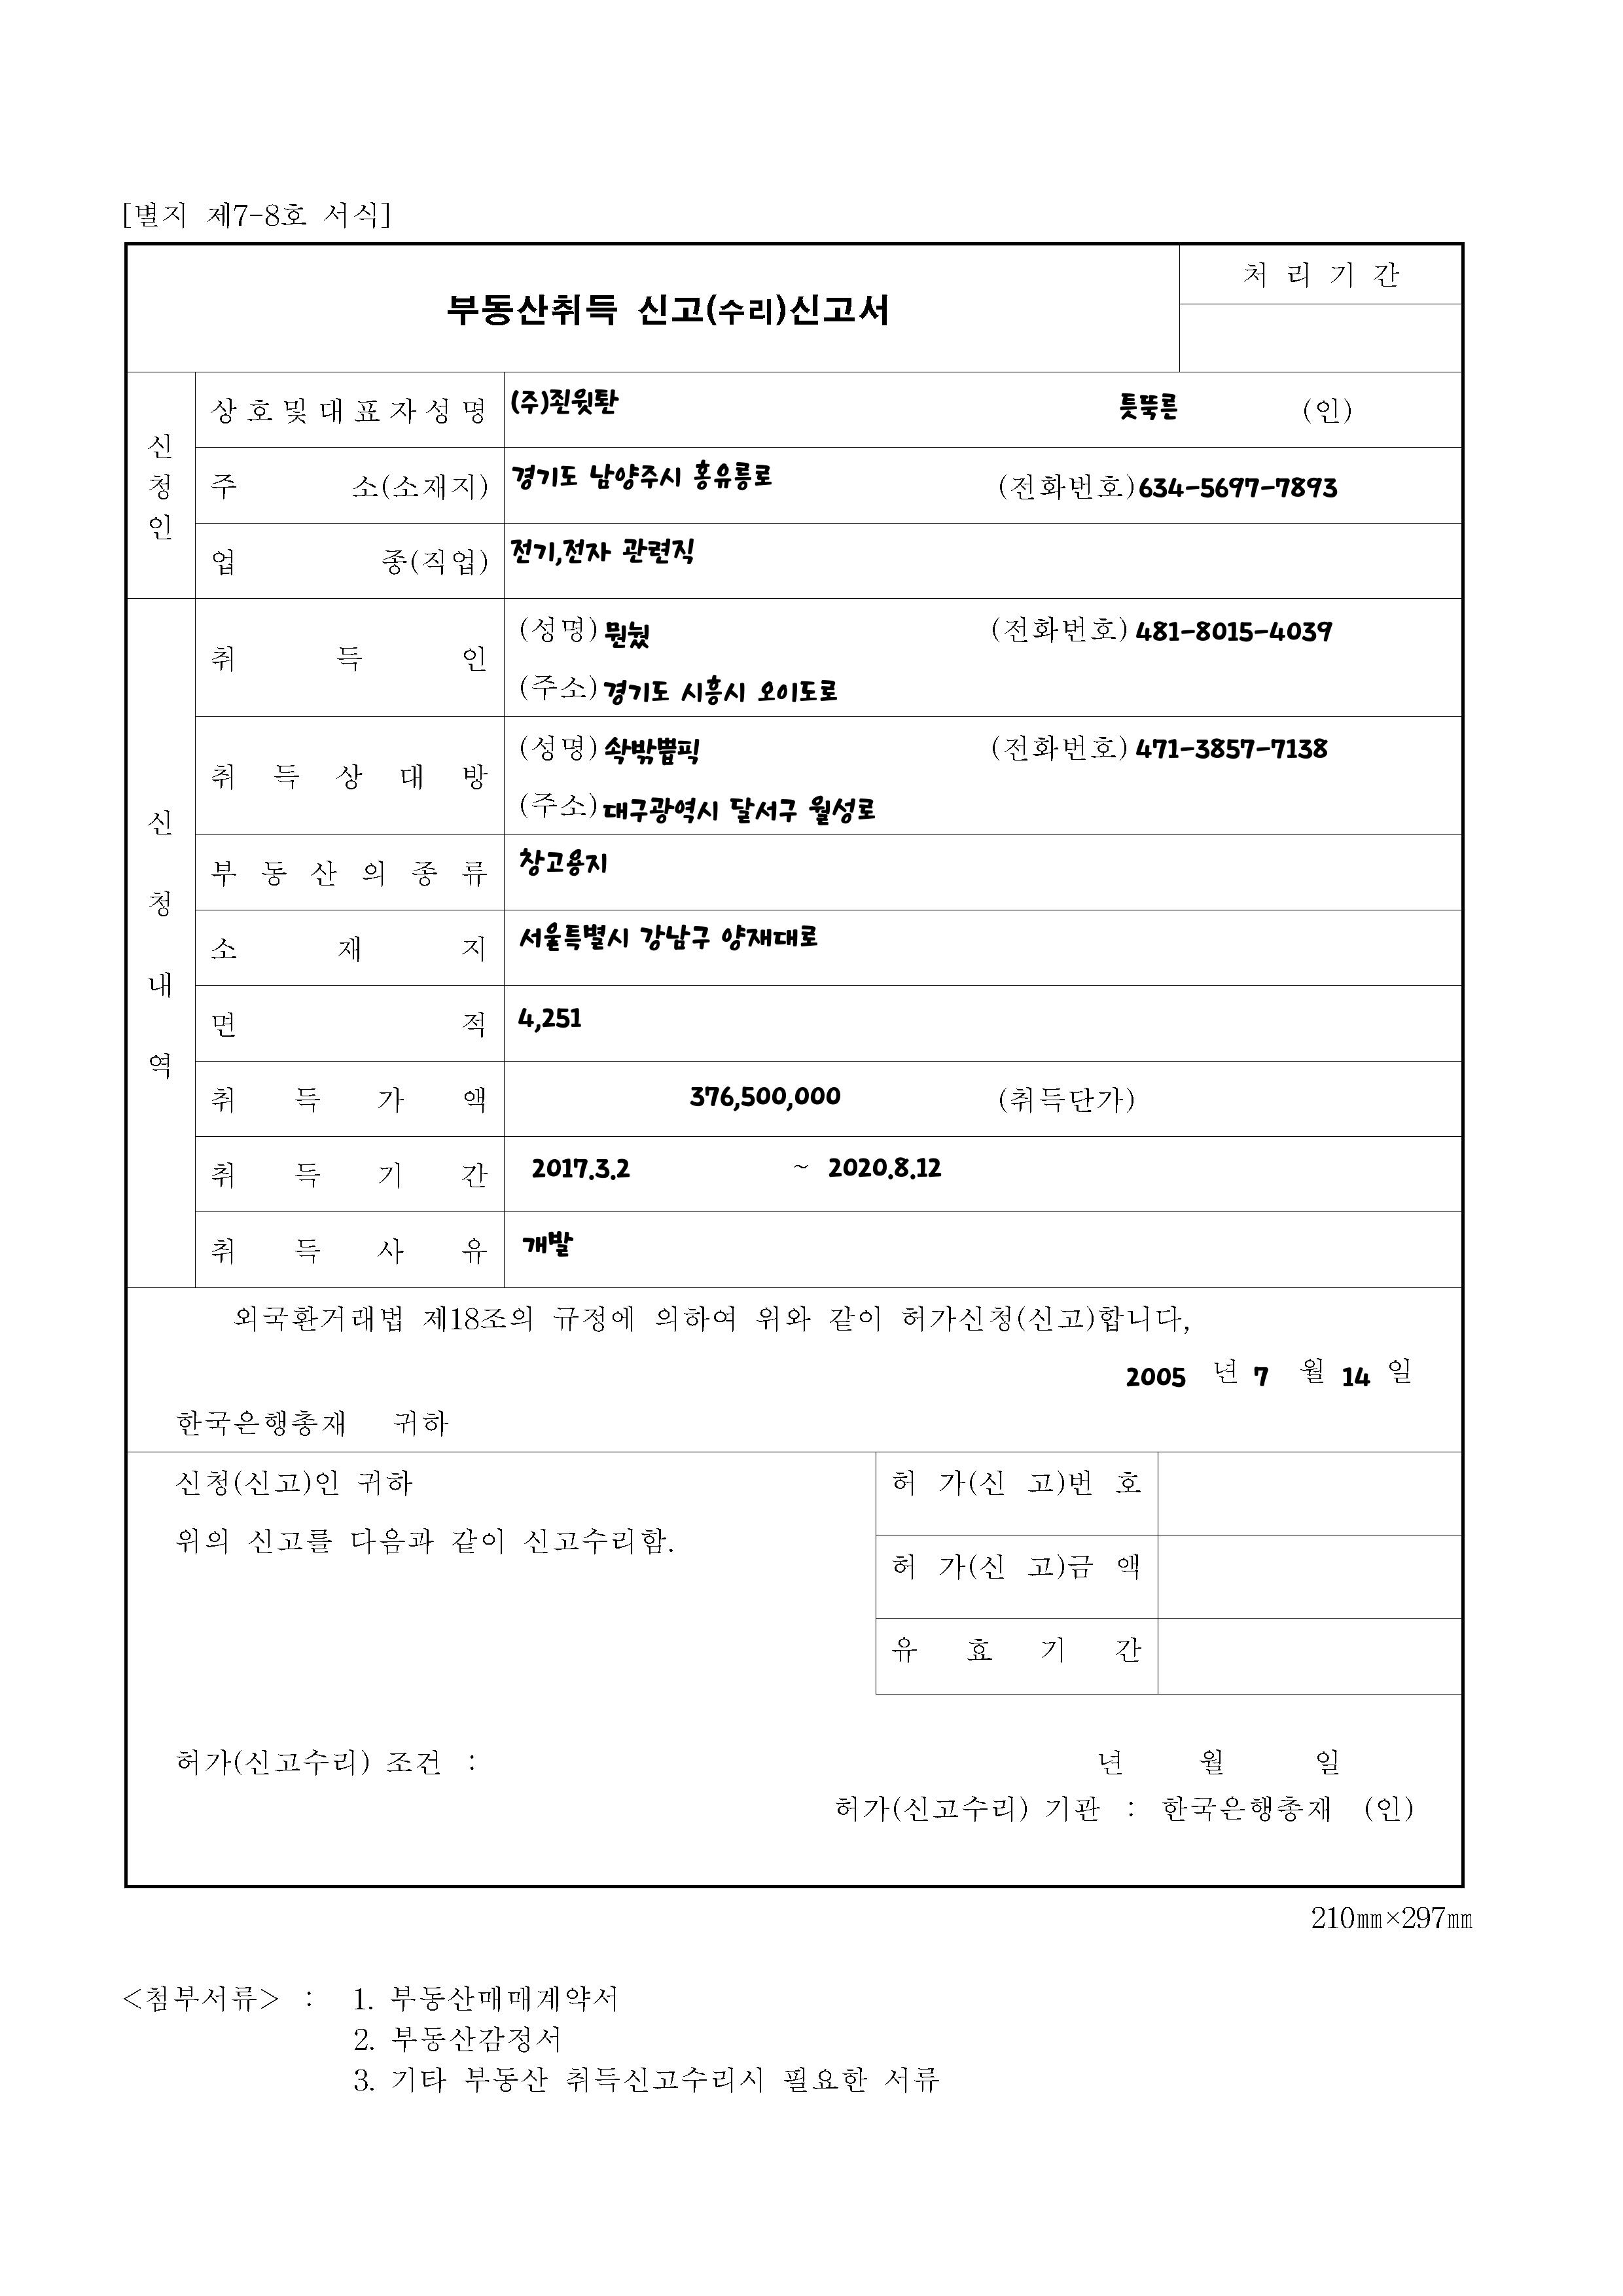 [별지 제7-8호 서식]
부동산취득 신고(수리)신고서
처 리 기 간
신청인
상호및대표자성명 (주)죈윗톼 틋뚝른 (인)
주 소(소재지) 경기도 남양주시 홍유릉로 (전화번호)634-5697-7893
업 종(직업) 전기,전자 관련직
신청내역
취 득 인
(성명) (전화번호) 481-8015-4039
(주소) 경기도 시흥시 오이도로
취 득 상 대 방
(성명) (전화번호) 471-3857-7138
(주소) 대구광역시 달서구 월성로
부 동 산 의 종 류 창고용지
소 재 지 서울특별시 강남구 양재대로
면 적 4,251
취 득 가 액 376,500,000 (취득단가)
취 득 기 간 2017.3.2 ~ 2020.8.12
취 득 사 유 개발
외국환거래법 제18조의 규정에 의하여 위와 같이 허가신청(신고)합니다,
2005 년 7 월 14 일
한국은행총재 귀하
신청(신고)인 귀하
위의 신고를 다음과 같이 신고수리함.
허 가(신 고)번 호
허 가(신 고)금 액
유 효 기 간
허가(신고수리) 조건 : 년 월 일
허가(신고수리) 기관 : 한국은행총재 (인)
210㎜×297㎜
<첨부서류> : 1. 부동산매매계약서
2. 부동산감정서
3. 기타 부동산 취득신고수리시 필요한 서류